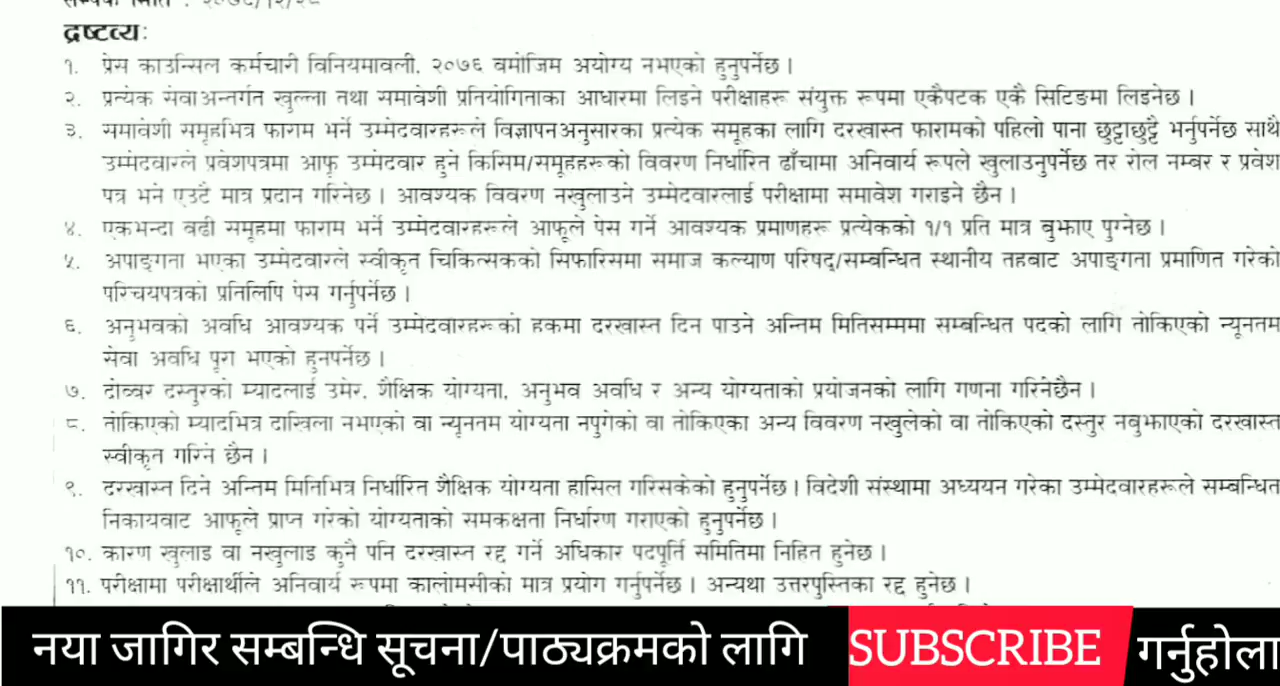 द्रष्टव्यः
१. प्रेस काउन्सिल कर्मचारी विनियमावली, २०७६ बमोजिम अयोग्य नभएको हुनुपर्नेछ ।
२. प्रत्येक सेवाअन्तर्गत खुल्ला तथा समावेशी प्रतियोगिताका आधारमा लिइने परीक्षाहरू संयुक्त रूपमा एकैपटक एकै सिटिङमा लिइनेछ ।
३. समावेशी समूहभित्र फाराम भर्ने उम्मेदवारहरूले विज्ञापनअनुसारका प्रत्येक समूहका लागि दरखास्त फारामको पहिलो पाना छुट्टाछुट्टै भर्नुपर्नेछ साथै
उम्मेदवारले प्रवेशपत्रमा आफू उम्मेदवार हुने किसिम/समूहहरूको विवरण निर्धारित ढाँचामा अनिवार्य रूपले खुलाउनुपर्नेछ तर रोल नम्बर र प्रवेश
पत्र भने एउटै मात्र प्रदान गरिनेछ । आवश्यक विवरण नखुलाउने उम्मेदवारलाई परीक्षामा समावेश गराइने छैन ।
४. एकभन्दा बढी समूहमा फाराम भर्ने उम्मेदवारहरूले आफूले पेस गर्ने आवश्यक प्रमाणहरू प्रत्येकको १/१ प्रति मात्र बुझाए पुग्नेछ ।
५. अपाङ्गता भएका उम्मेदवारले स्वीकृत चिकित्सकको सिफारिसमा समाज कल्याण परिषद्/सम्बन्धित स्थानीय तहबाट अपाङ्गता प्रमाणित गरेको
परिचयपत्रको प्रतिलिपि पेस गर्नुपर्नेछ ।
६. अनुभवको अवधि आवश्यक पर्ने उम्मेदवारहरूको हकमा दरखास्त दिन पाउने अन्तिम मितिसम्ममा सम्बन्धित पदको लागि तोकिएको न्यूनतम
सेवा अवधि पूरा भएको हुनपर्नेछ ।
७. दोब्बर दस्तुरको म्यादलाई उमेर, शैक्षिक योग्यता, अनुभव अवधि र अन्य योग्यताको प्रयोजनको लागि गणना गरिनेछैन ।
८. तोकिएको म्यादभित्र दाखिला नभएको वा न्यूनतम योग्यता नपुगेको वा तोकिएका अन्य विवरण नखुलेको वा तोकिएको दस्तुर नबुझाएको दरखास्त
स्वीकृत गरिने छैन ।
९. दरखास्त दिने अन्तिम मितिभित्र निर्धारित शैक्षिक योग्यता हासिल गरिसकेको हुनुपर्नेछ । विदेशी संस्थामा अध्ययन गरेका उम्मेदवारहरूले सम्बन्धित
निकायबाट आफूले प्राप्त गरेको योग्यताको समकक्षता निर्धारण गराएको हुनुपर्नेछ ।
१०. कारण खुलाइ वा नखुलाइ कुनै पनि दरखास्त रद्द गर्ने अधिकार पदपूर्ति समितिमा निहित हुनेछ ।
११. परीक्षामा परीक्षार्थीले अनिवार्य रूपमा कालोमसीको मात्र प्रयोग गर्नुपर्नेछ । अन्यथा उत्तरपुस्तिका रद्द हुनेछ ।
नया जागिर सम्बन्धि सूचना/पाठ्यक्रमको लागि SUBSCRIBE गर्नुहोला